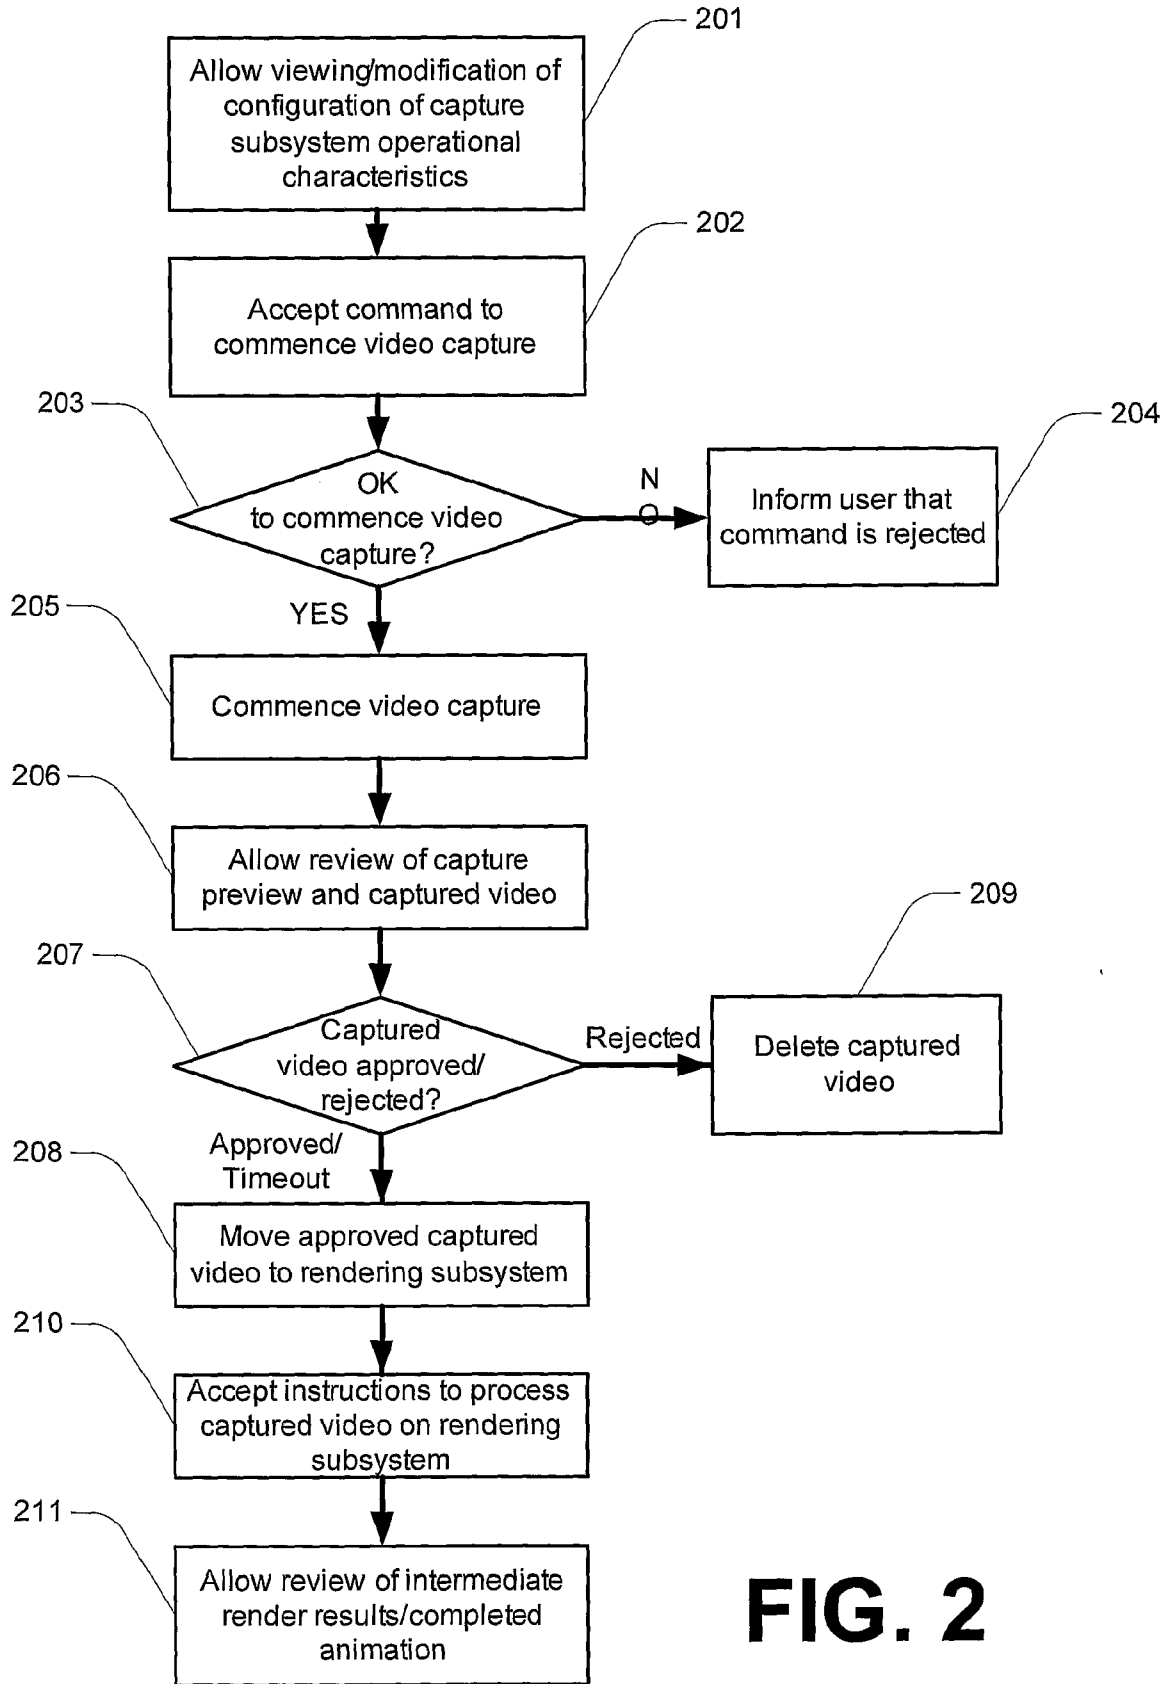 201
Allow viewing/modification of
configuration of capture
subsystem operational
characteristics
202
Accept command to
commence video capture
203
OK
to commence video
capture?
N
O
204
Inform user that
command is rejected
YES
205
Commence video capture
206
Allow review of capture
preview and captured video
207
Captured
video approved/
rejected?
Rejected
209
Delete captured
video
Approved/
Timeout
208
Move approved captured
video to rendering subsystem
210
Accept instructions to process
captured video on rendering
subsystem
211
Allow review of intermediate
render results/completed
animation
FIG. 2